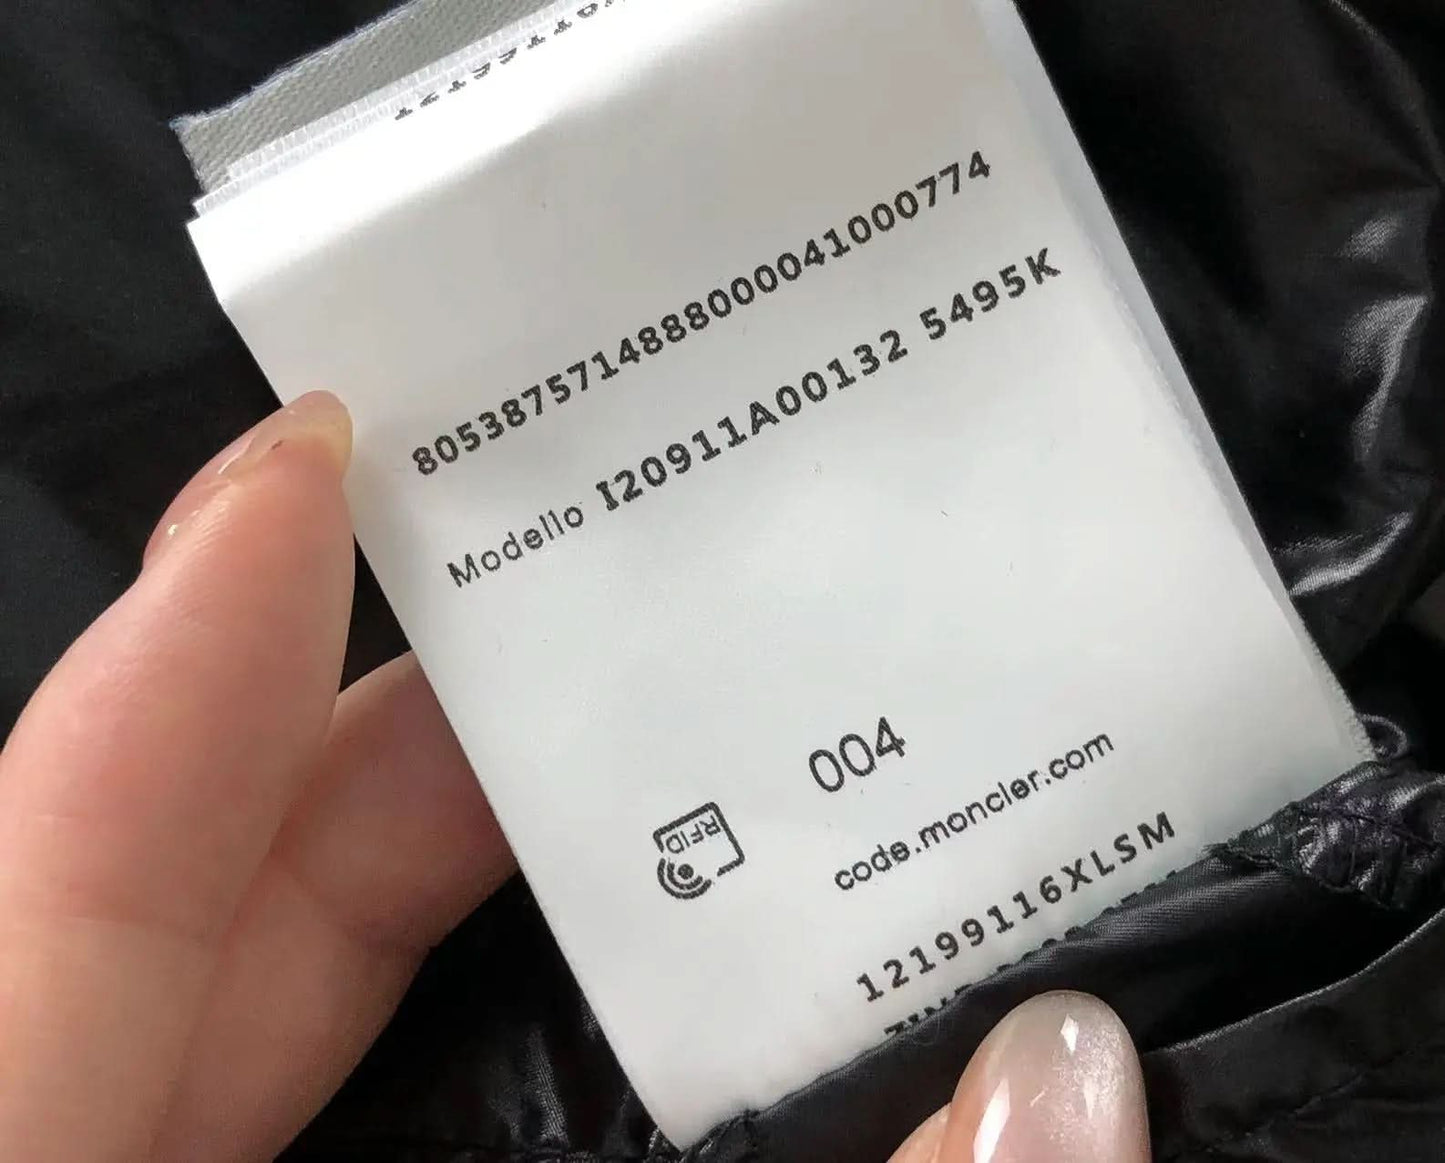 8053875714888000041000774
Modello I20911A00132 5495K
004
RFID
code.moncler.com
12199116XLSM